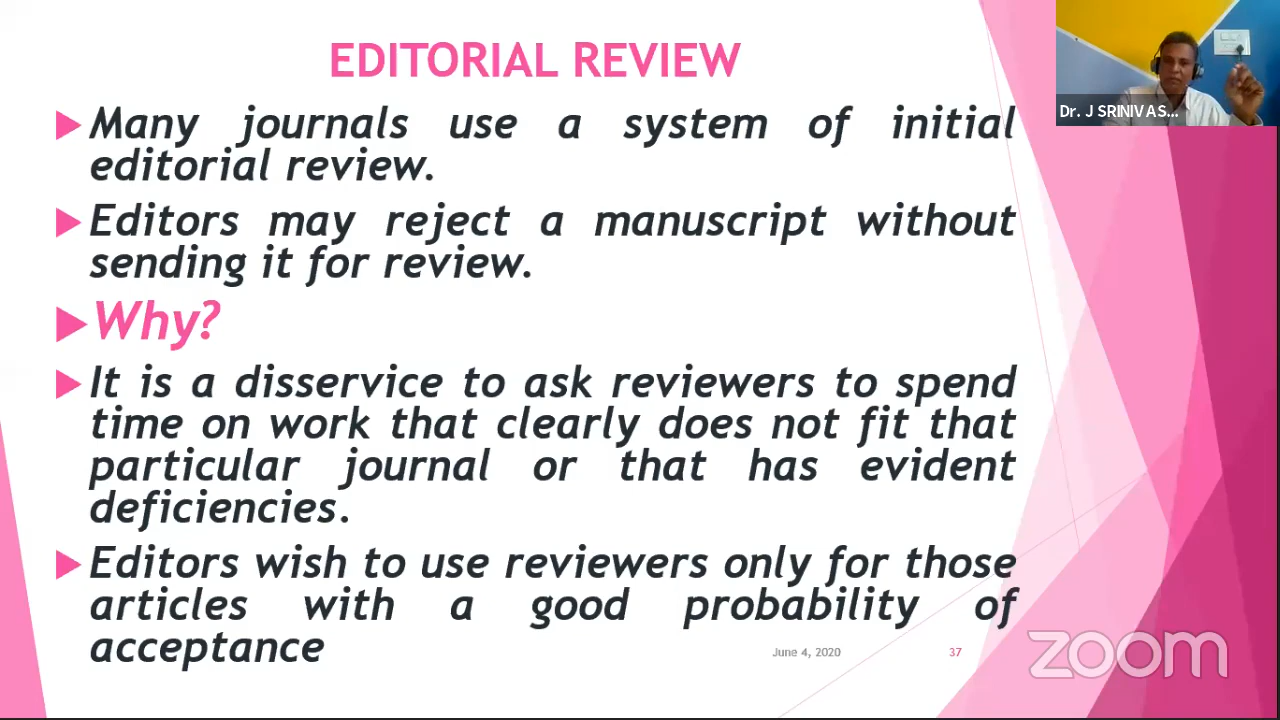 EDITORIAL REVIEW
Many journals use a system of initial
editorial review.
Editors may reject a manuscript without
sending it for review.
Why?
It is a disservice to ask reviewers to spend
time on work that clearly does not fit that
particular journal or that has evident
deficiencies.
Editors wish to use reviewers only for those
articles with a good probability of
acceptance
June 4, 2020
37
Dr. J SRINIVAS...
zoom